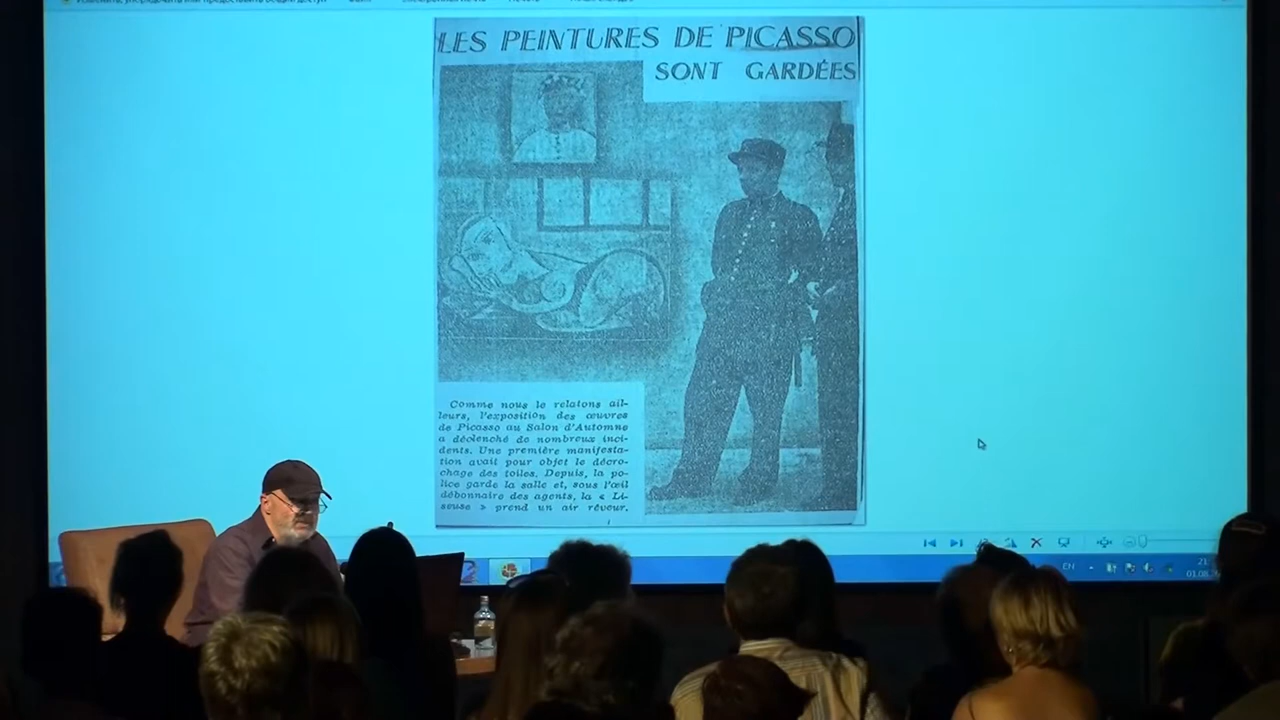 LES PEINTURES DE PICASSO
SONT GARDÉES
Comme nous le relatons ail-
leurs, l'exposition des œuvres
de Picasso au Salon d'Automne
a déclenché de nombreux inci-
dents. Une première manifesta-
tion avait pour objet le décro-
chage des toiles. Depuis, la po-
lice garde la salle et, sous l'œil
débonnaire des agents, la « Li-
seuse » prend un air rêveur.
EN
01.08